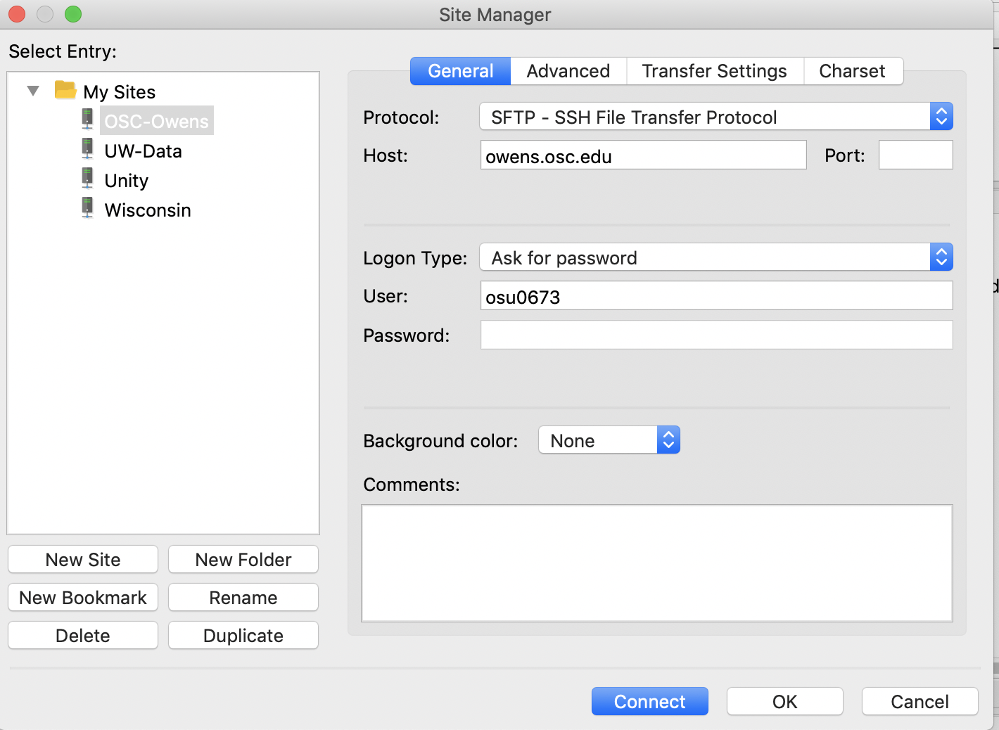 Site Manager
Select Entry:
My Sites
OSC-Owens
UW-Data
Unity
Wisconsin
New Site
New Folder
New Bookmark
Rename
Delete
Duplicate
General
Advanced
Transfer Settings
Charset
Protocol: SFTP - SSH File Transfer Protocol
Host: owens.osc.edu Port:
Logon Type: Ask for password
User: osu0673
Password:
Background color: None
Comments:
Connect
OK
Cancel